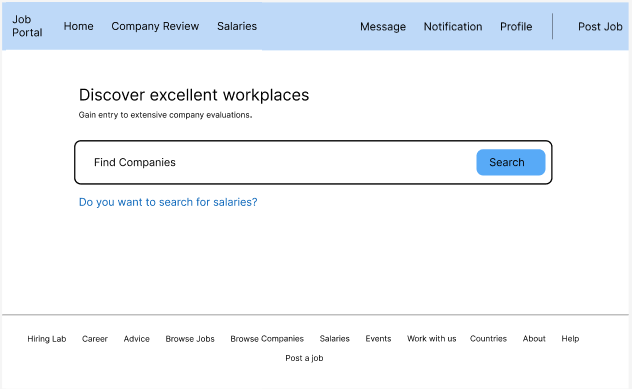 Job
Portal
Home Company Review Salaries Message Notification Profile Post Job
Discover excellent workplaces
Gain entry to extensive company evaluations.
Find Companies Search
Do you want to search for salaries?
Hiring Lab Career Advice Browse Jobs Browse Companies Salaries Events Work with us Countries About Help
Post a job